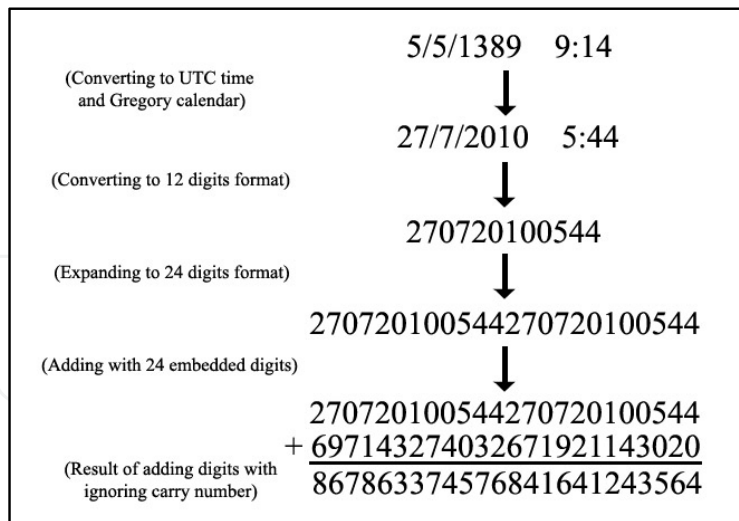 5/5/1389 9:14
(Converting to UTC time
and Gregory calendar)
27/7/2010 5:44
(Converting to 12 digits format)
270720100544
(Expanding to 24 digits format)
270720100544270720100544
(Adding with 24 embedded digits)
270720100544270720100544
+ 697143274032671921143020
(Result of adding digits with
ignoring carry number)
867863374576841641243564